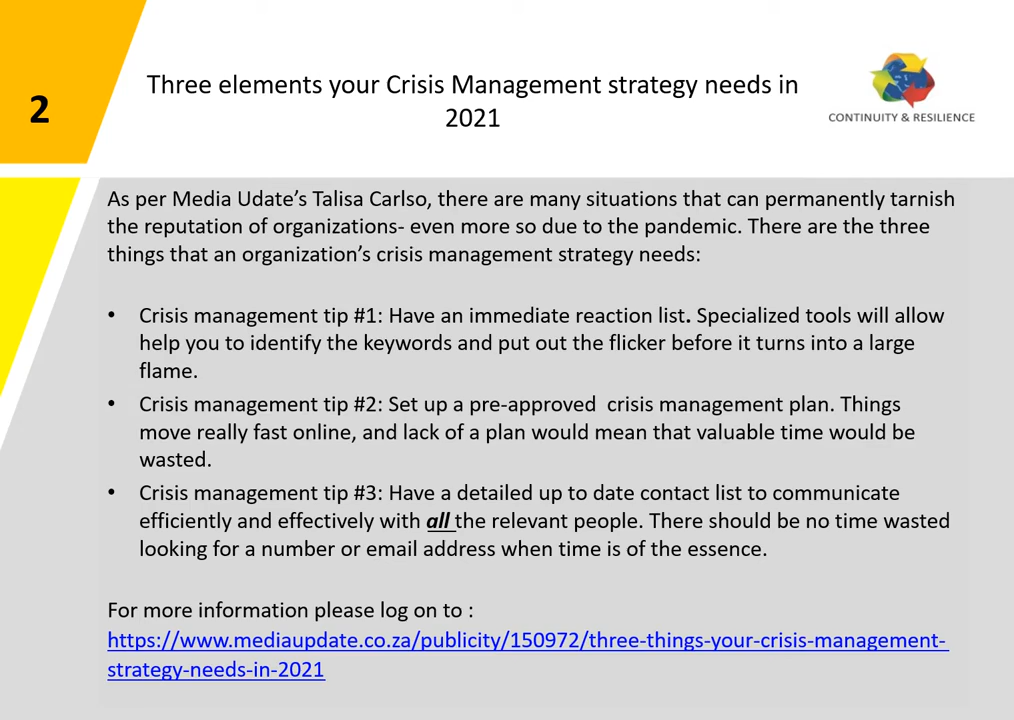 2
Three elements your Crisis Management strategy needs in
2021
CONTINUITY & RESILIENCE
As per Media Udate's Talisa Carlso, there are many situations that can permanently tarnish
the reputation of organizations- even more so due to the pandemic. There are the three
things that an organization's crisis management strategy needs:
• Crisis management tip #1: Have an immediate reaction list. Specialized tools will allow
help you to identify the keywords and put out the flicker before it turns into a large
flame.
• Crisis management tip #2: Set up a pre-approved  crisis management plan. Things
move really fast online, and lack of a plan would mean that valuable time would be
wasted.
• Crisis management tip #3: Have a detailed up to date contact list to communicate
efficiently and effectively with all the relevant people. There should be no time wasted
looking for a number or email address when time is of the essence.
For more information please log on to :
https://www.mediaupdate.co.za/publicity/150972/three-things-your-crisis-management-
strategy-needs-in-2021